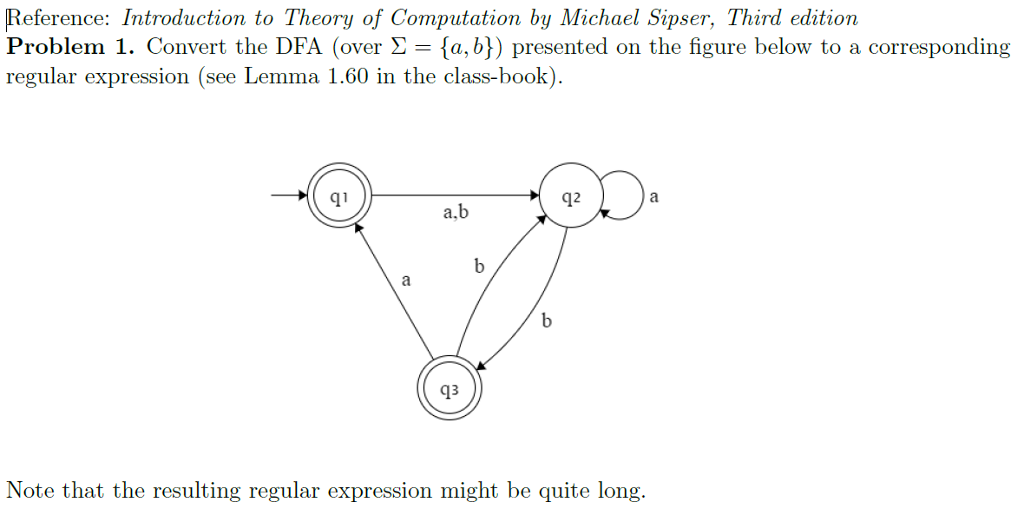 Reference: Introduction to Theory of Computation by Michael Sipser, Third edition
Problem 1. Convert the DFA (over Σ = {a, b}) presented on the figure below to a corresponding
regular expression (see Lemma 1.60 in the class-book).
q1
q2
a
a,b
b
a
b
q3
Note that the resulting regular expression might be quite long.